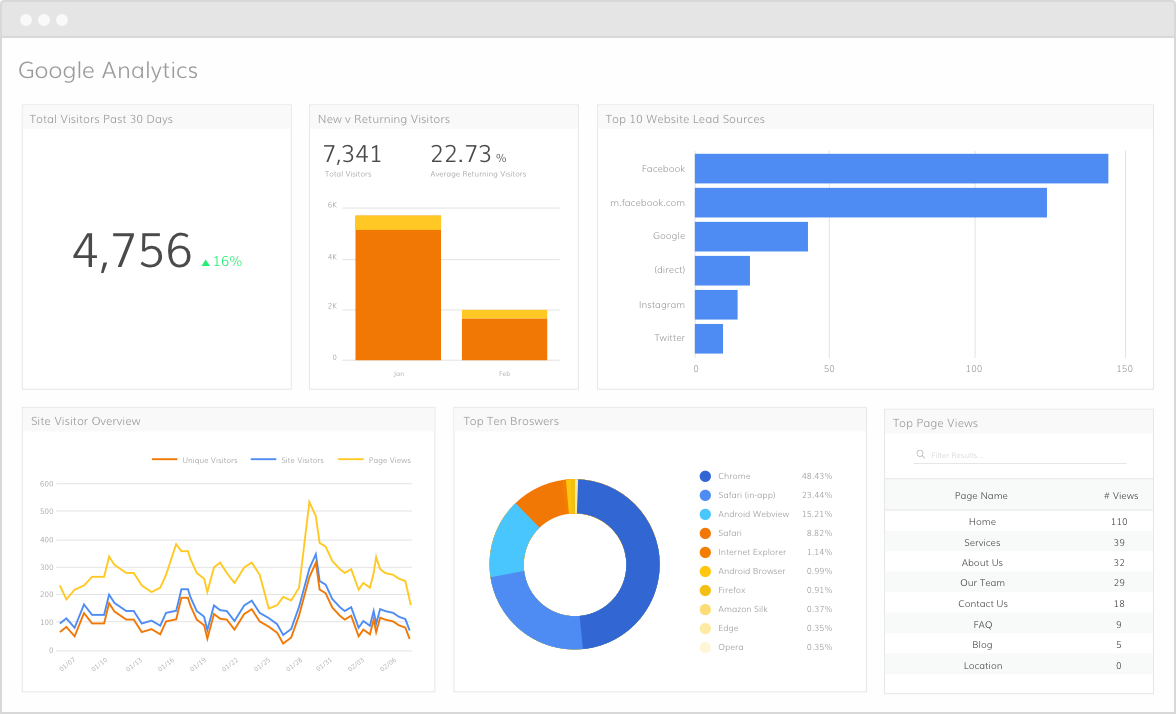 Google Analytics
Total Visitors Past 30 Days
4,756 ▲16%
New v Returning Visitors
7,341 22.73 %
Total Visitors Average Returning Visitors
6K
4K
2K
0
Jan Feb
Top 10 Website Lead Sources
Facebook
m.facebook.com
Google
(direct)
Instagram
Twitter
0 50 100 150
Site Visitor Overview
Unique Visitors Site Visitors Page Views
600
500
400
300
200
100
0
01/07 01/10 01/13 01/16 01/19 01/22 01/25 01/28 01/31 02/03 02/06
Top Ten Broswers
Chrome 48.43%
Safari (in-app) 23.44%
Android Webview 15.21%
Safari 8.82%
Internet Explorer 1.14%
Android Browser 0.99%
Firefox 0.91%
Amazon Silk 0.37%
Edge 0.35%
Opera 0.35%
Top Page Views
Filter Results...
Page Name # Views
Home 110
Services 39
About Us 32
Our Team 29
Contact Us 18
FAQ 9
Blog 5
Location 0